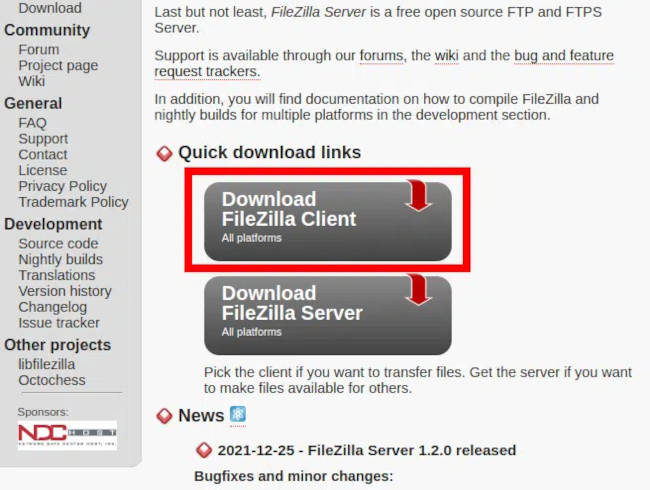 Download
Community
Forum
Project page
Wiki
General
FAQ
Support
Contact
License
Privacy Policy
Trademark Policy
Development
Source code
Nightly builds
Translations
Version history
Changelog
Issue tracker
Other projects
libfilezilla
Octochess
Sponsors:
NDC HOST
NETWORK DATA CENTER HOST, INC.
Last but not least, FileZilla Server is a free open source FTP and FTPS
Server.
Support is available through our forums, the wiki and the bug and feature
request trackers.
In addition, you will find documentation on how to compile FileZilla and
nightly builds for multiple platforms in the development section.
Quick download links
Download
FileZilla Client
All platforms
Download
FileZilla Server
All platforms
Pick the client if you want to transfer files. Get the server if you want
to make files available for others.
News
2021-12-25 - FileZilla Server 1.2.0 released
Bugfixes and minor changes: